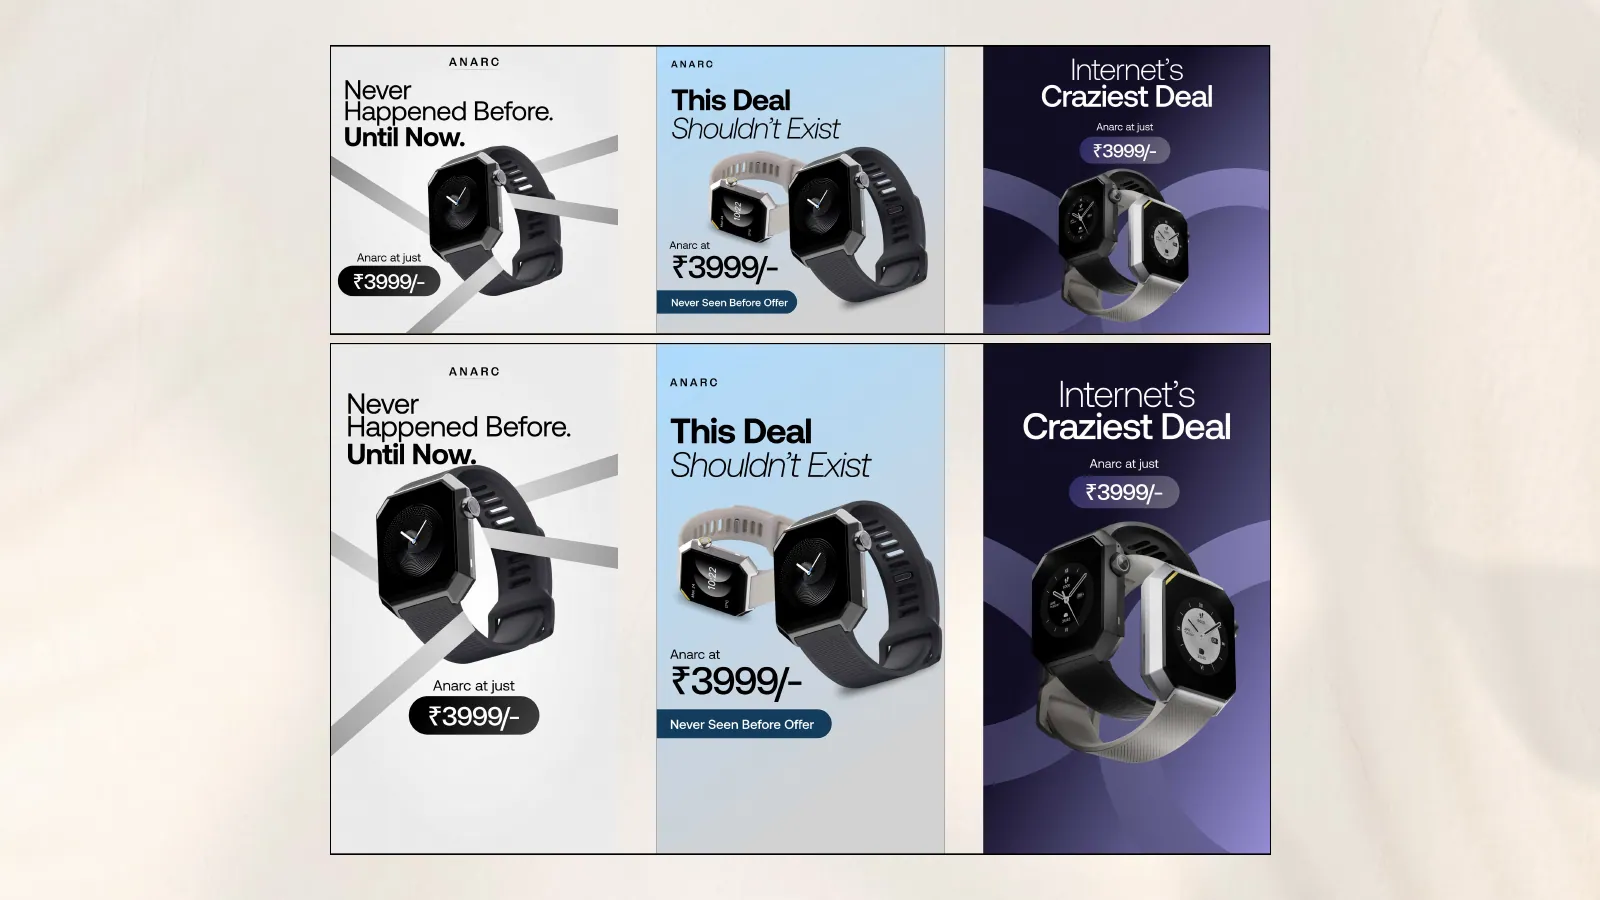 ANARC
Never
Happened Before.
Until Now.
Anarc at just
₹3999/-
ANARC
This Deal
Shouldn't Exist
10:22
Anarc at
₹3999/-
Never Seen Before Offer
Internet's
Craziest Deal
Anarc at just
₹3999/-
ANARC
Never
Happened Before.
Until Now.
Anarc at just
₹3999/-
ANARC
This Deal
Shouldn't Exist
10:22
Anarc at
₹3999/-
Never Seen Before Offer
Internet's
Craziest Deal
Anarc at just
₹3999/-